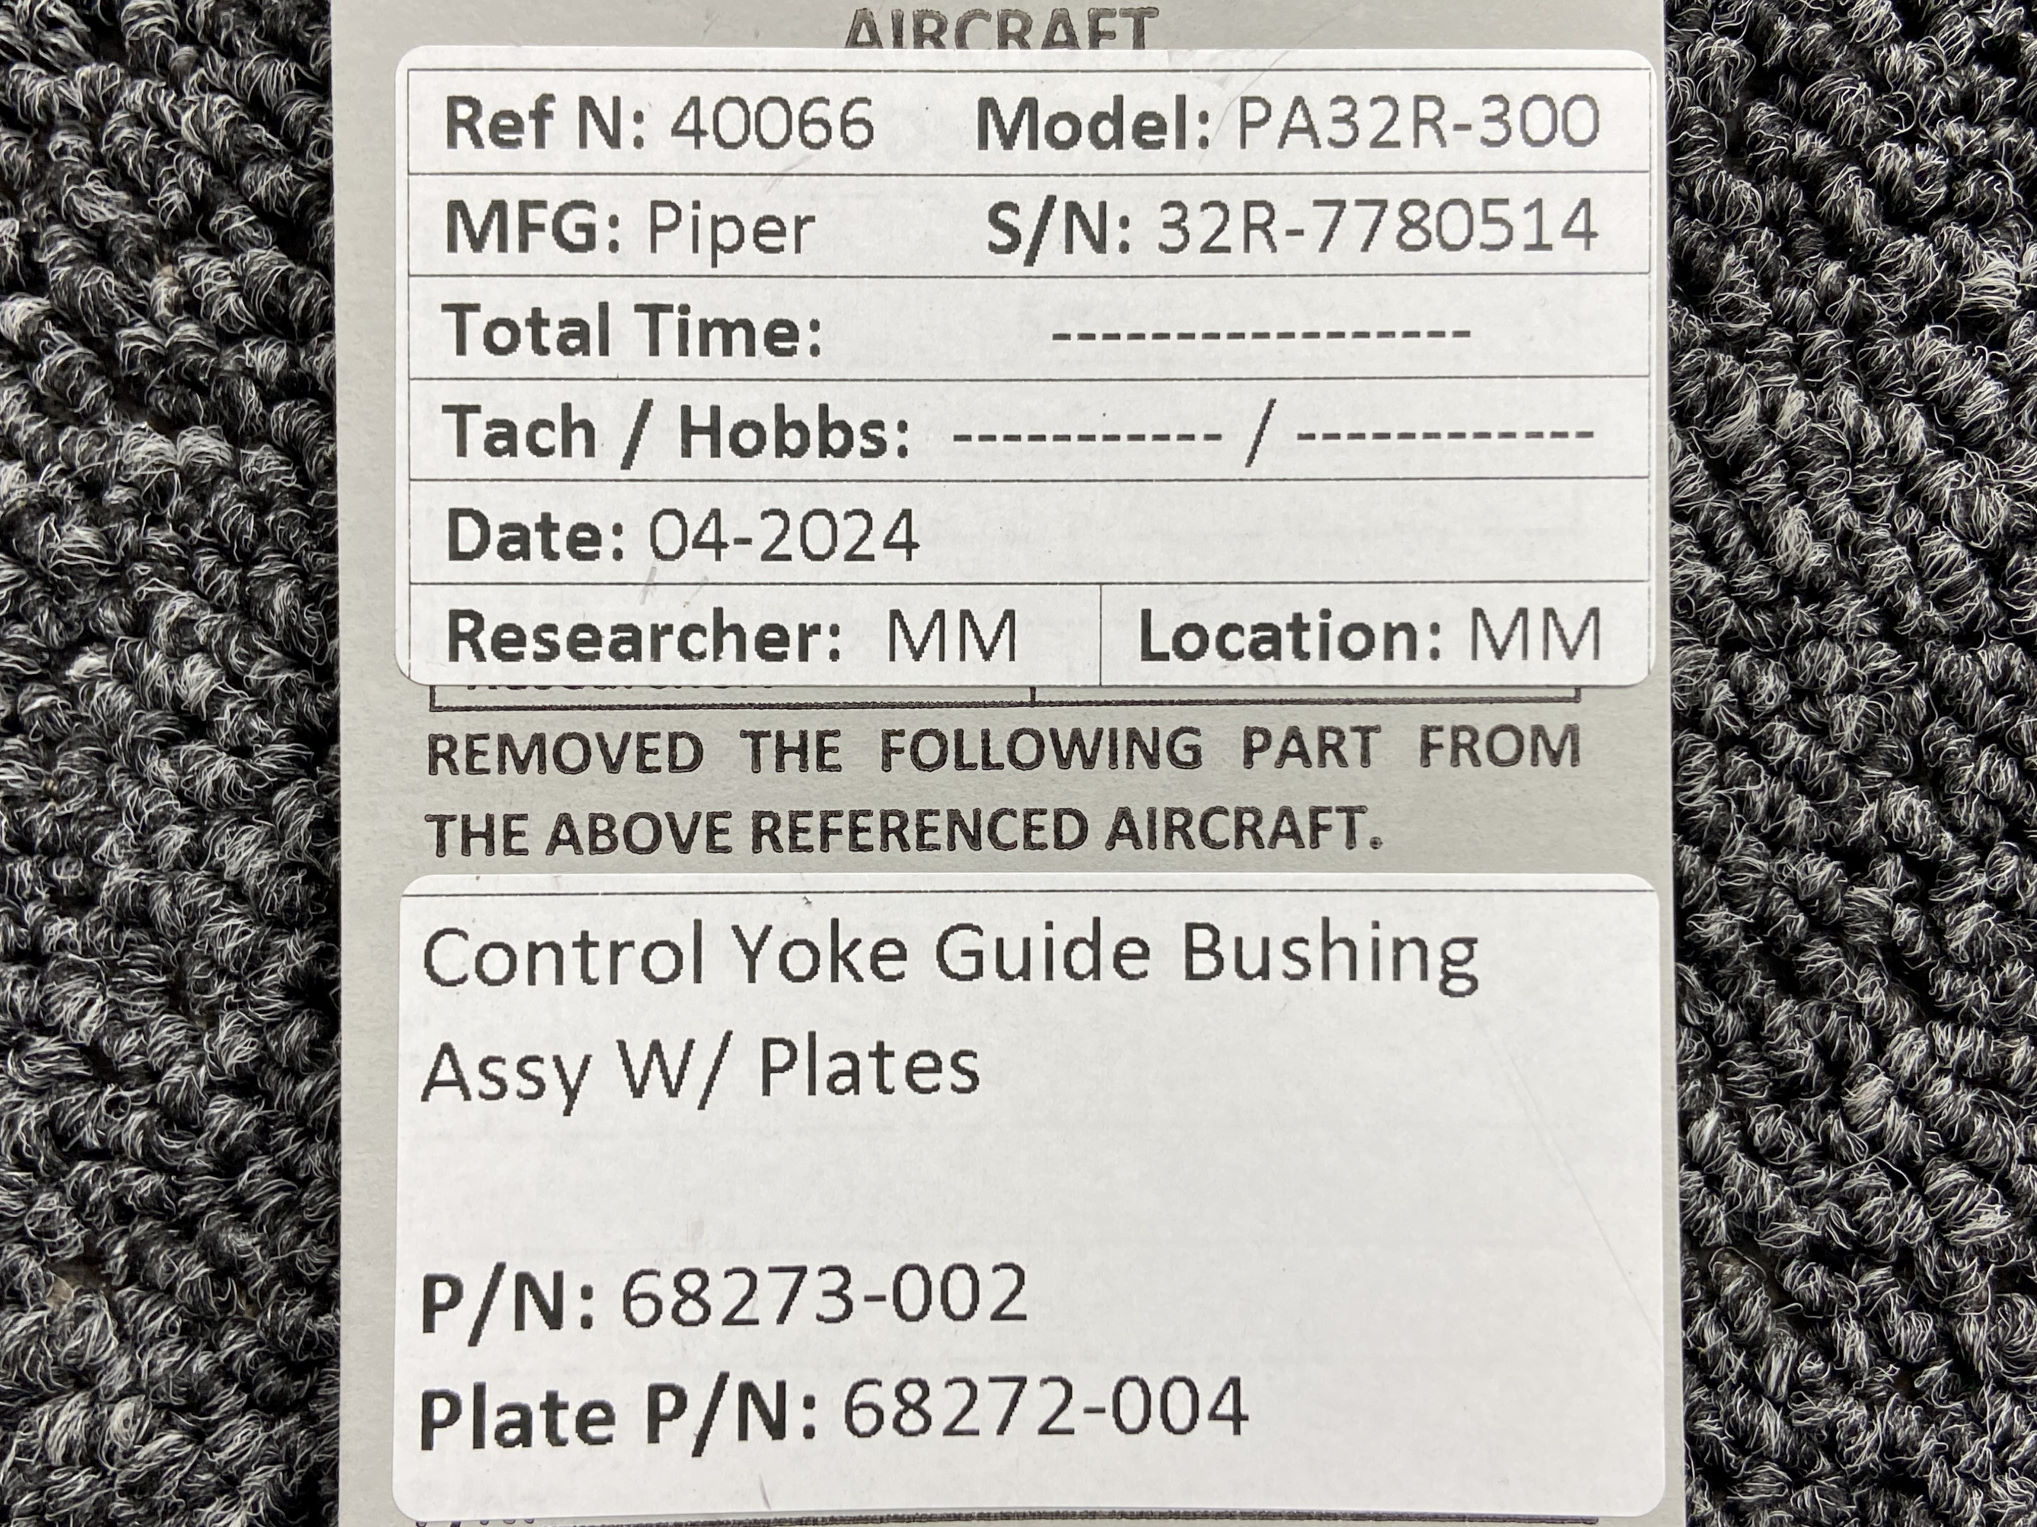 AIRCRAFT
Ref N: 40066 Model: PA32R-300
MFG: Piper S/N: 32R-7780514
Total Time: -----------------
Tach / Hobbs: ----------- / ------------
Date: 04-2024
Researcher: MM Location: MM
REMOVED THE FOLLOWING PART FROM
THE ABOVE REFERENCED AIRCRAFT.
Control Yoke Guide Bushing
Assy W/ Plates
P/N: 68273-002
Plate P/N: 68272-004